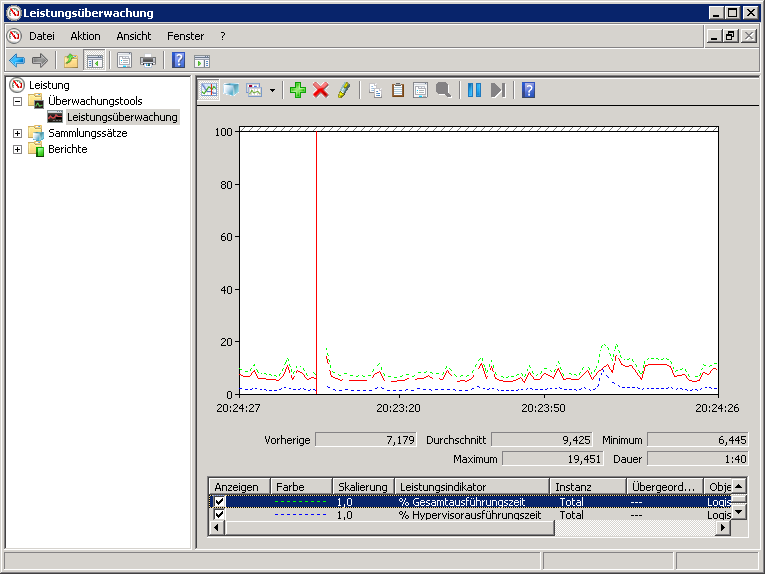 Leistungsüberwachung
Datei Aktion Ansicht Fenster ?
Leistung
Überwachungstools
Leistungsüberwachung
Sammlungssätze
Berichte
100
80
60
40
20
0
20:24:27 20:23:20 20:23:50 20:24:26
Vorherige 7,179 Durchschnitt 9,425 Minimum 6,445
Maximum 19,451 Dauer 1:40
Anzeigen Farbe Skalierung Leistungsindikator Instanz Übergeord... Obje
1,0 % Gesamtausführungszeit Total --- Logis
1,0 % Hypervisorausführungszeit Total --- Logis